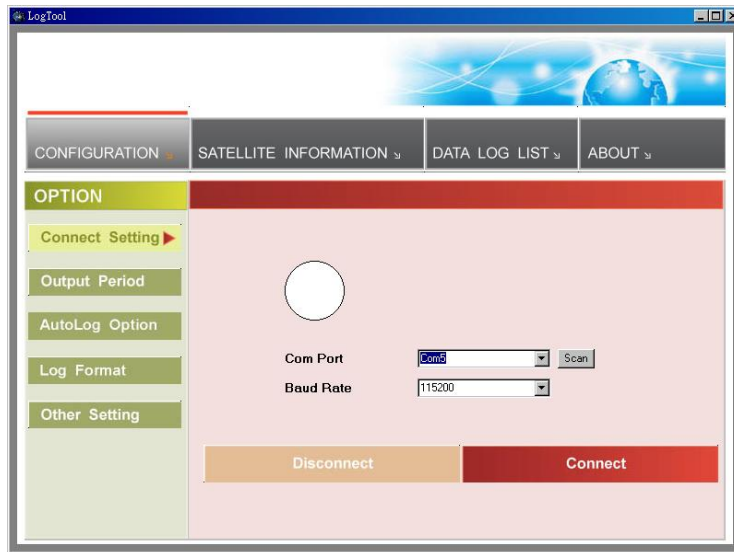 LogTool
CONFIGURATION SATELLITE INFORMATION DATA LOG LIST ABOUT
OPTION
Connect Setting
Output Period
AutoLog Option
Log Format
Other Setting
Com Port Com5 Scan
Baud Rate 115200
Disconnect Connect